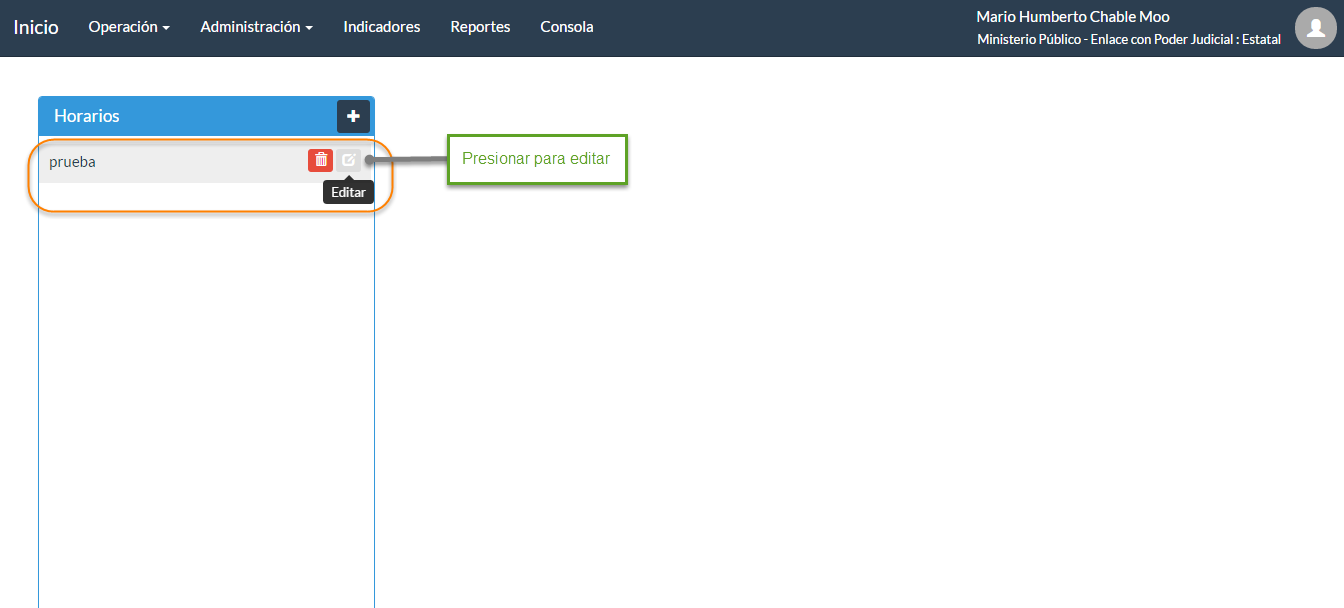 Inicio Operación Administración Indicadores Reportes Consola
Mario Humberto Chable Moo
Ministerio Público - Enlace con Poder Judicial : Estatal
Horarios
prueba
Editar
Presionar para editar